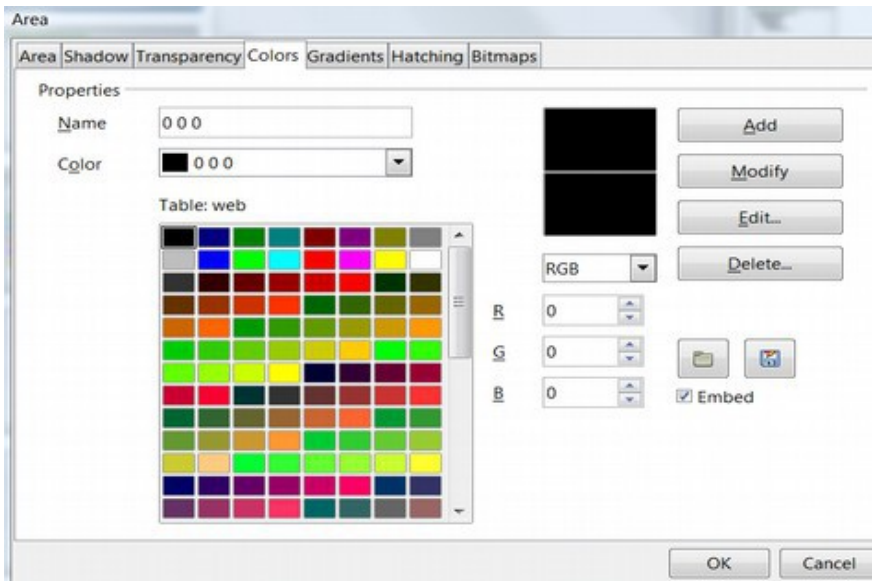 Area
Area Shadow Transparency Colors Gradients Hatching Bitmaps
Properties
Name 0 0 0
Color 0 0 0
Table: web
Add
Modify
Edit...
Delete...
RGB
R 0
G 0
B 0
Embed
OK Cancel